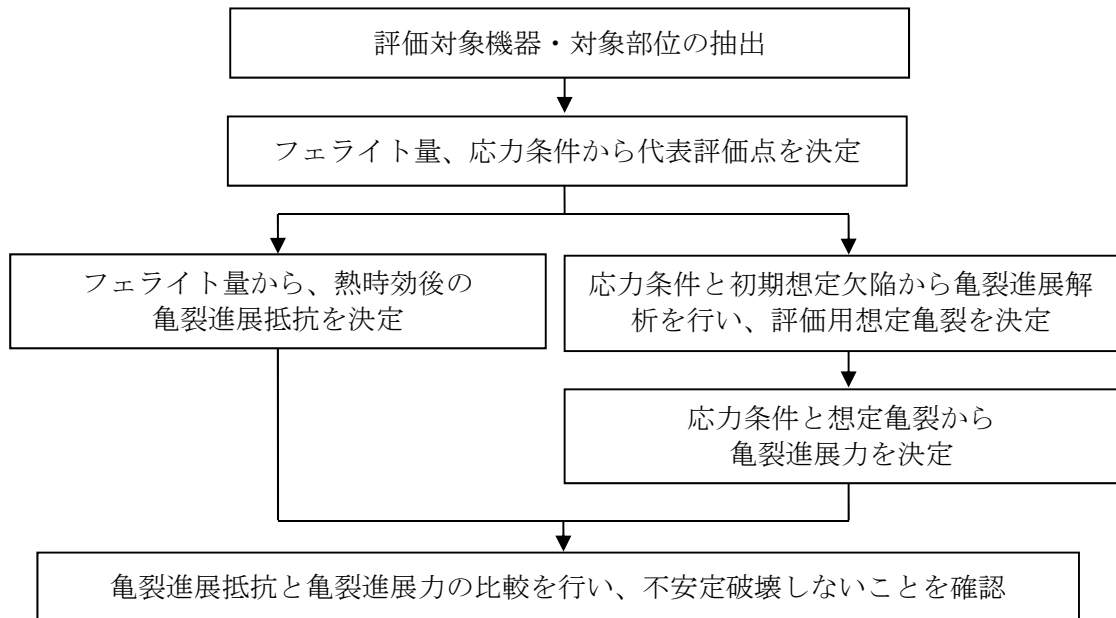 評価対象機器・対象部位の抽出
フェライト量、応力条件から代表評価点を決定
フェライト量から、熱時効後の
亀裂進展抵抗を決定
応力条件と初期想定欠陥から亀裂進展解
析を行い、評価用想定亀裂を決定
応力条件と想定亀裂から
亀裂進展力を決定
亀裂進展抵抗と亀裂進展力の比較を行い、不安定破壊しないことを確認